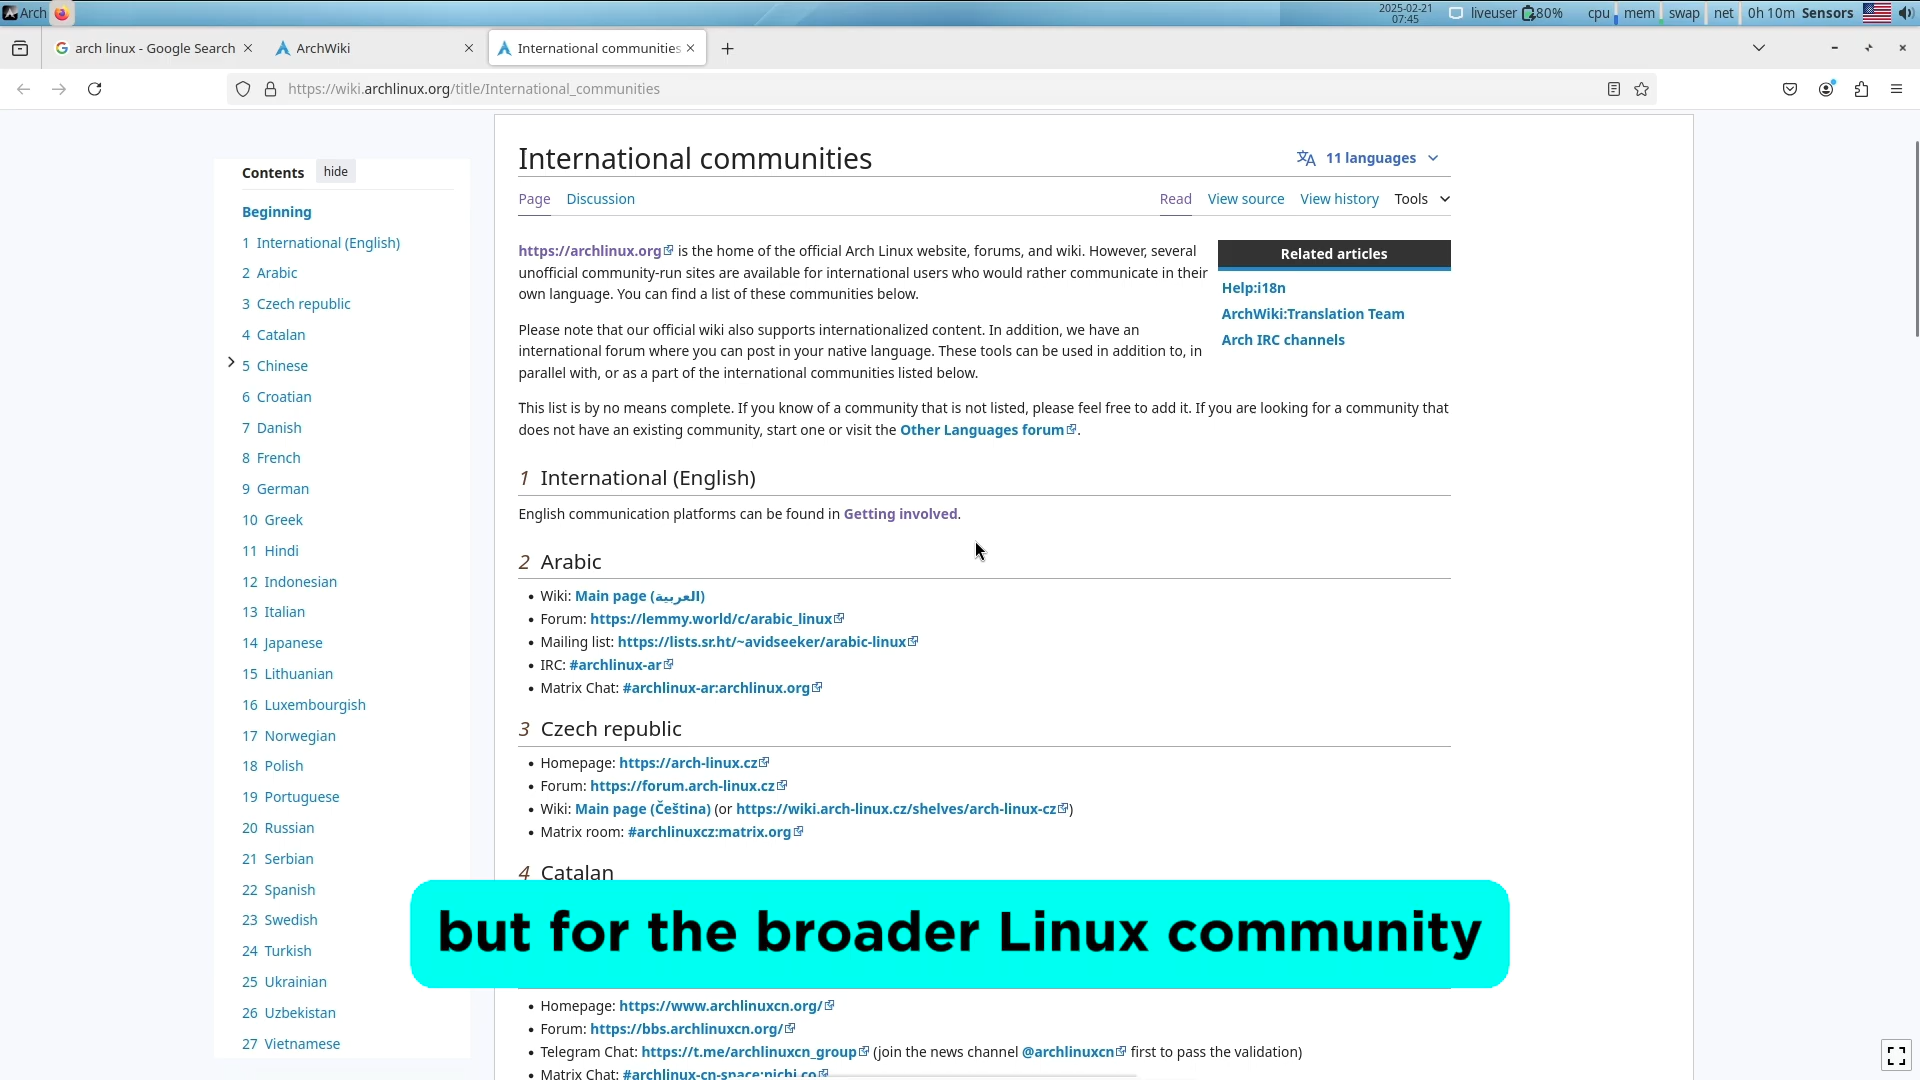 Arch
2025-02-21
07:45
liveuser 80% cpu mem swap net 0h 10m Sensors
arch linux - Google Search
ArchWiki
International communities
https://wiki.archlinux.org/title/International_communities
Contents hide
Beginning
1 International (English)
2 Arabic
3 Czech republic
4 Catalan
5 Chinese
6 Croatian
7 Danish
8 French
9 German
10 Greek
11 Hindi
12 Indonesian
13 Italian
14 Japanese
15 Lithuanian
16 Luxembourgish
17 Norwegian
18 Polish
19 Portuguese
20 Russian
21 Serbian
22 Spanish
23 Swedish
24 Turkish
25 Ukrainian
26 Uzbekistan
27 Vietnamese
International communities
11 languages
Page Discussion
Read View source View history Tools
https://archlinux.org is the home of the official Arch Linux website, forums, and wiki. However, several
unofficial community-run sites are available for international users who would rather communicate in their
own language. You can find a list of these communities below.
Please note that our official wiki also supports internationalized content. In addition, we have an
international forum where you can post in your native language. These tools can be used in addition to, in
parallel with, or as a part of the international communities listed below.
Related articles
Help:i18n
ArchWiki:Translation Team
Arch IRC channels
This list is by no means complete. If you know of a community that is not listed, please feel free to add it. If you are looking for a community that
does not have an existing community, start one or visit the Other Languages forum.
1 International (English)
English communication platforms can be found in Getting involved.
2 Arabic
Wiki: Main page (العربية)
Forum: https://lemmy.world/c/arabic_linux
Mailing list: https://lists.sr.ht/~avidseeker/arabic-linux
IRC: #archlinux-ar
Matrix Chat: #archlinux-ar:archlinux.org
3 Czech republic
Homepage: https://arch-linux.cz
Forum: https://forum.arch-linux.cz
Wiki: Main page (Čeština) (or https://wiki.arch-linux.cz/shelves/arch-linux-cz)
Matrix room: #archlinuxcz:matrix.org
4 Catalan
but for the broader Linux community
Homepage: https://www.archlinuxcn.org/
Forum: https://bbs.archlinuxcn.org/
Telegram Chat: https://t.me/archlinuxcn_group (join the news channel @archlinuxcn first to pass the validation)
Matrix Chat: #archlinux-cn-space:nichi.co